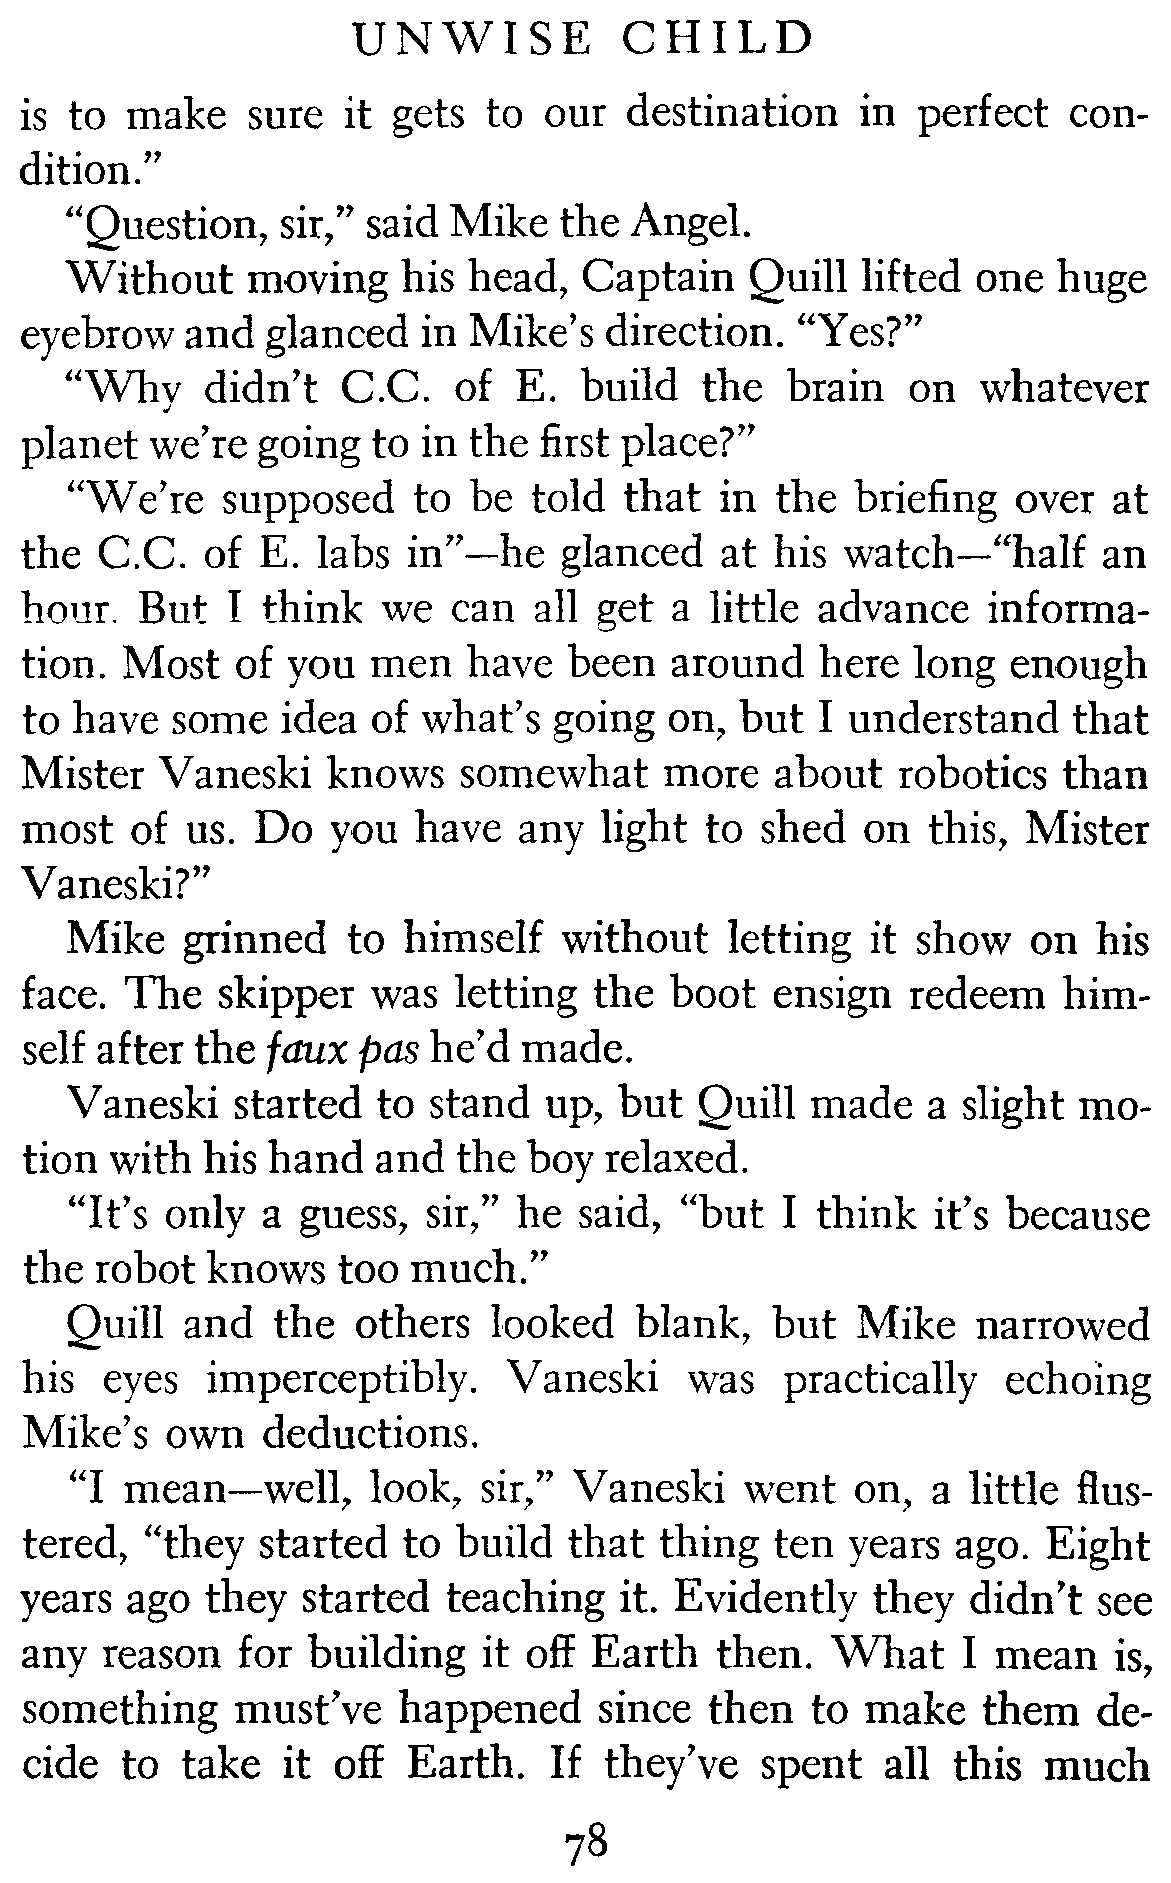 UNWISE CHILD
is to make sure it gets to our destination in perfect con-
dition.”
“Question, sir,” said Mike the Angel.
Without moving his head, Captain Quill lifted one huge
eyebrow and glanced in Mike’s direction. “Yes?”
“Why didn’t C.C. of E. build the brain on whatever
planet we’re going to in the first place?”
“We’re supposed to be told that in the briefing over at
the C.C. of E. labs in”—he glanced at his watch—“half an
hour. But I think we can all get a little advance informa-
tion. Most of you men have been around here long enough
to have some idea of what’s going on, but I understand that
Mister Vaneski knows somewhat more about robotics than
most of us. Do you have any light to shed on this, Mister
Vaneski?”
Mike grinned to himself without letting it show on his
face. The skipper was letting the boot ensign redeem him-
self after the faux pas he’d made.
Vaneski started to stand up, but Quill made a slight mo-
tion with his hand and the boy relaxed.
“It’s only a guess, sir,” he said, “but I think it’s because
the robot knows too much.”
Quill and the others looked blank, but Mike narrowed
his eyes imperceptibly. Vaneski was practically echoing
Mike’s own deductions.
“I mean—well, look, sir,” Vaneski went on, a little flus-
tered, “they started to build that thing ten years ago. Eight
years ago they started teaching it. Evidently they didn’t see
any reason for building it off Earth then. What I mean is,
something must’ve happened since then to make them de-
cide to take it off Earth. If they’ve spent all this much
78